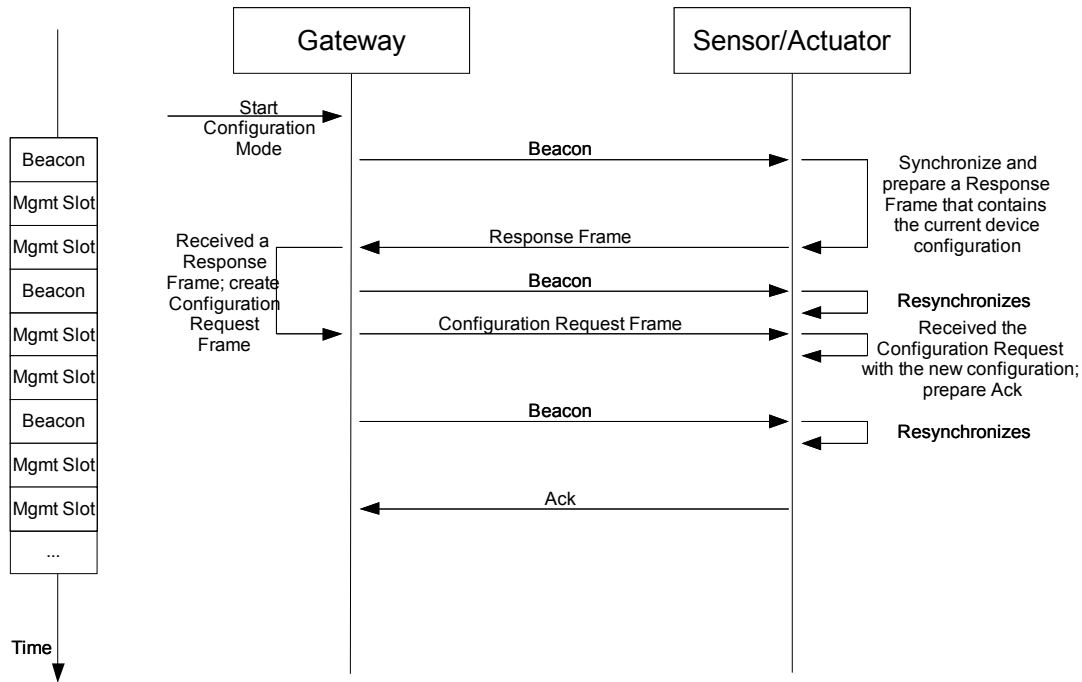 Gateway
Sensor/Actuator
Start
Configuration
Mode
Beacon
Synchronize and
prepare a Response
Frame that contains
the current device
configuration
Response Frame
Received a
Response
Frame; create
Configuration
Request
Frame
Beacon
Resynchronizes
Configuration Request Frame
Received the
Configuration Request
with the new configuration;
prepare Ack
Beacon
Resynchronizes
Ack
Beacon
Mgmt Slot
Mgmt Slot
Beacon
Mgmt Slot
Mgmt Slot
Beacon
Mgmt Slot
Mgmt Slot
...
Time